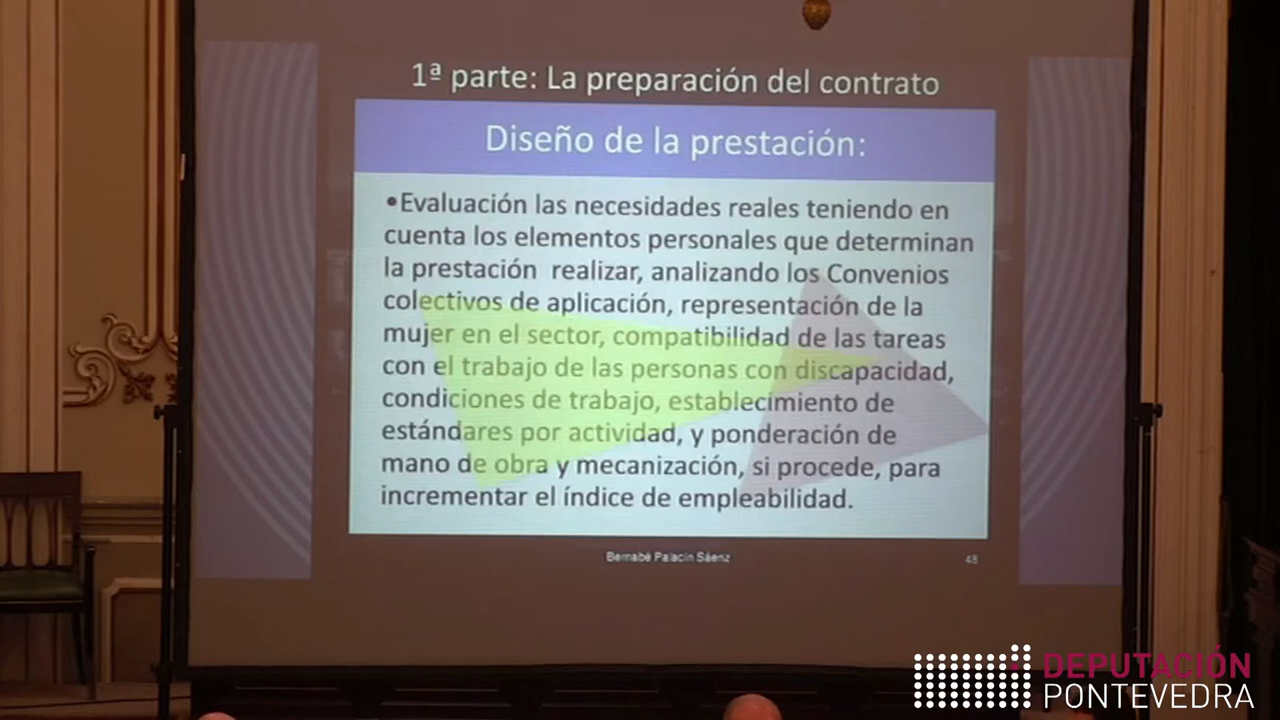 1ª parte: La preparación del contrato
Diseño de la prestación:
•Evaluación las necesidades reales teniendo en
cuenta los elementos personales que determinan
la prestación  realizar, analizando los Convenios
colectivos de aplicación, representación de la
mujer en el sector, compatibilidad de las tareas
con el trabajo de las personas con discapacidad,
condiciones de trabajo, establecimiento de
estándares por actividad, y ponderación de
mano de obra y mecanización, si procede, para
incrementar el índice de empleabilidad.
Bernabé Palacín Sáenz
48
DEPUTACIÓN
PONTEVEDRA